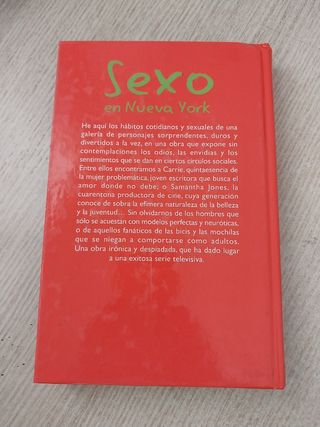 Sexo
en Nueva York
He aquí los hábitos cotidianos y sexuales de una
galería de personajes sorprendentes, duros y
divertidos a la vez, en una obra que expone sin
contemplaciones los odios, las envidias y los
sentimientos que se dan en ciertos círculos sociales.
Entre ellos encontramos a Carrie, quintaesencia de
la mujer problemática, joven escritora que busca el
amor donde no debe; o Samantha Jones, la
cuarentona productora de cine, cuya generación
conoce de sobra la efímera naturaleza de la belleza
y la juventud... Sin olvidarnos de los hombres que
sólo se acuestan con modelos perfectas y neuróticas,
o de aquellos fanáticos de las bicis y las mochilas
que se niegan a comportarse como adultos.
Una obra irónica y despiadada, que ha dado lugar
a una exitosa serie televisiva.